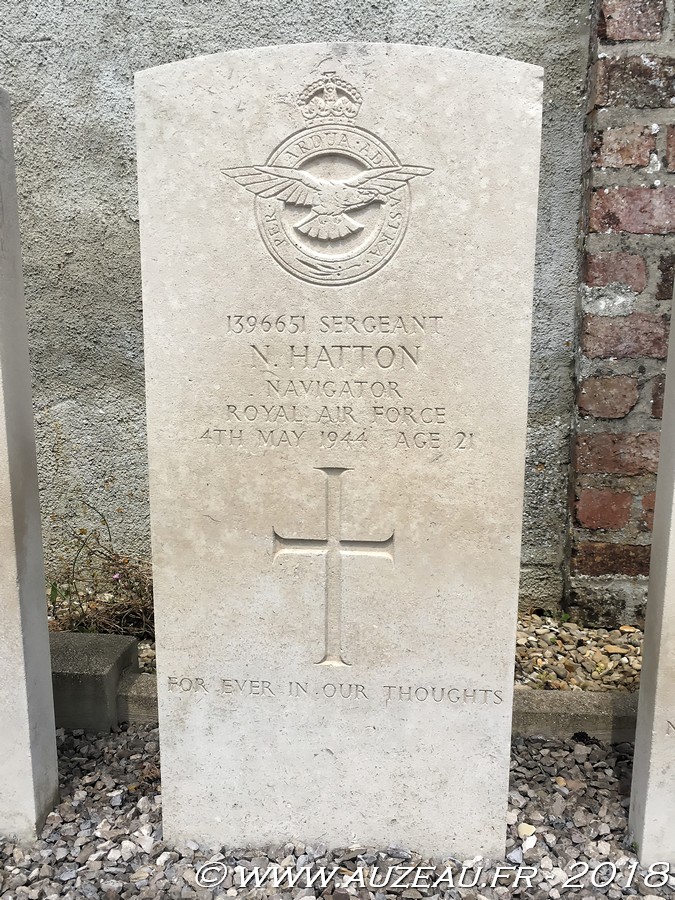 PER ARDUA AD ASTRA
1396651 SERGEANT
N. HATTON
NAVIGATOR
ROYAL AIR FORCE
4TH MAY 1944 AGE 21
FOR EVER IN OUR THOUGHTS
©WWW.AUZEAU.FR - 2018